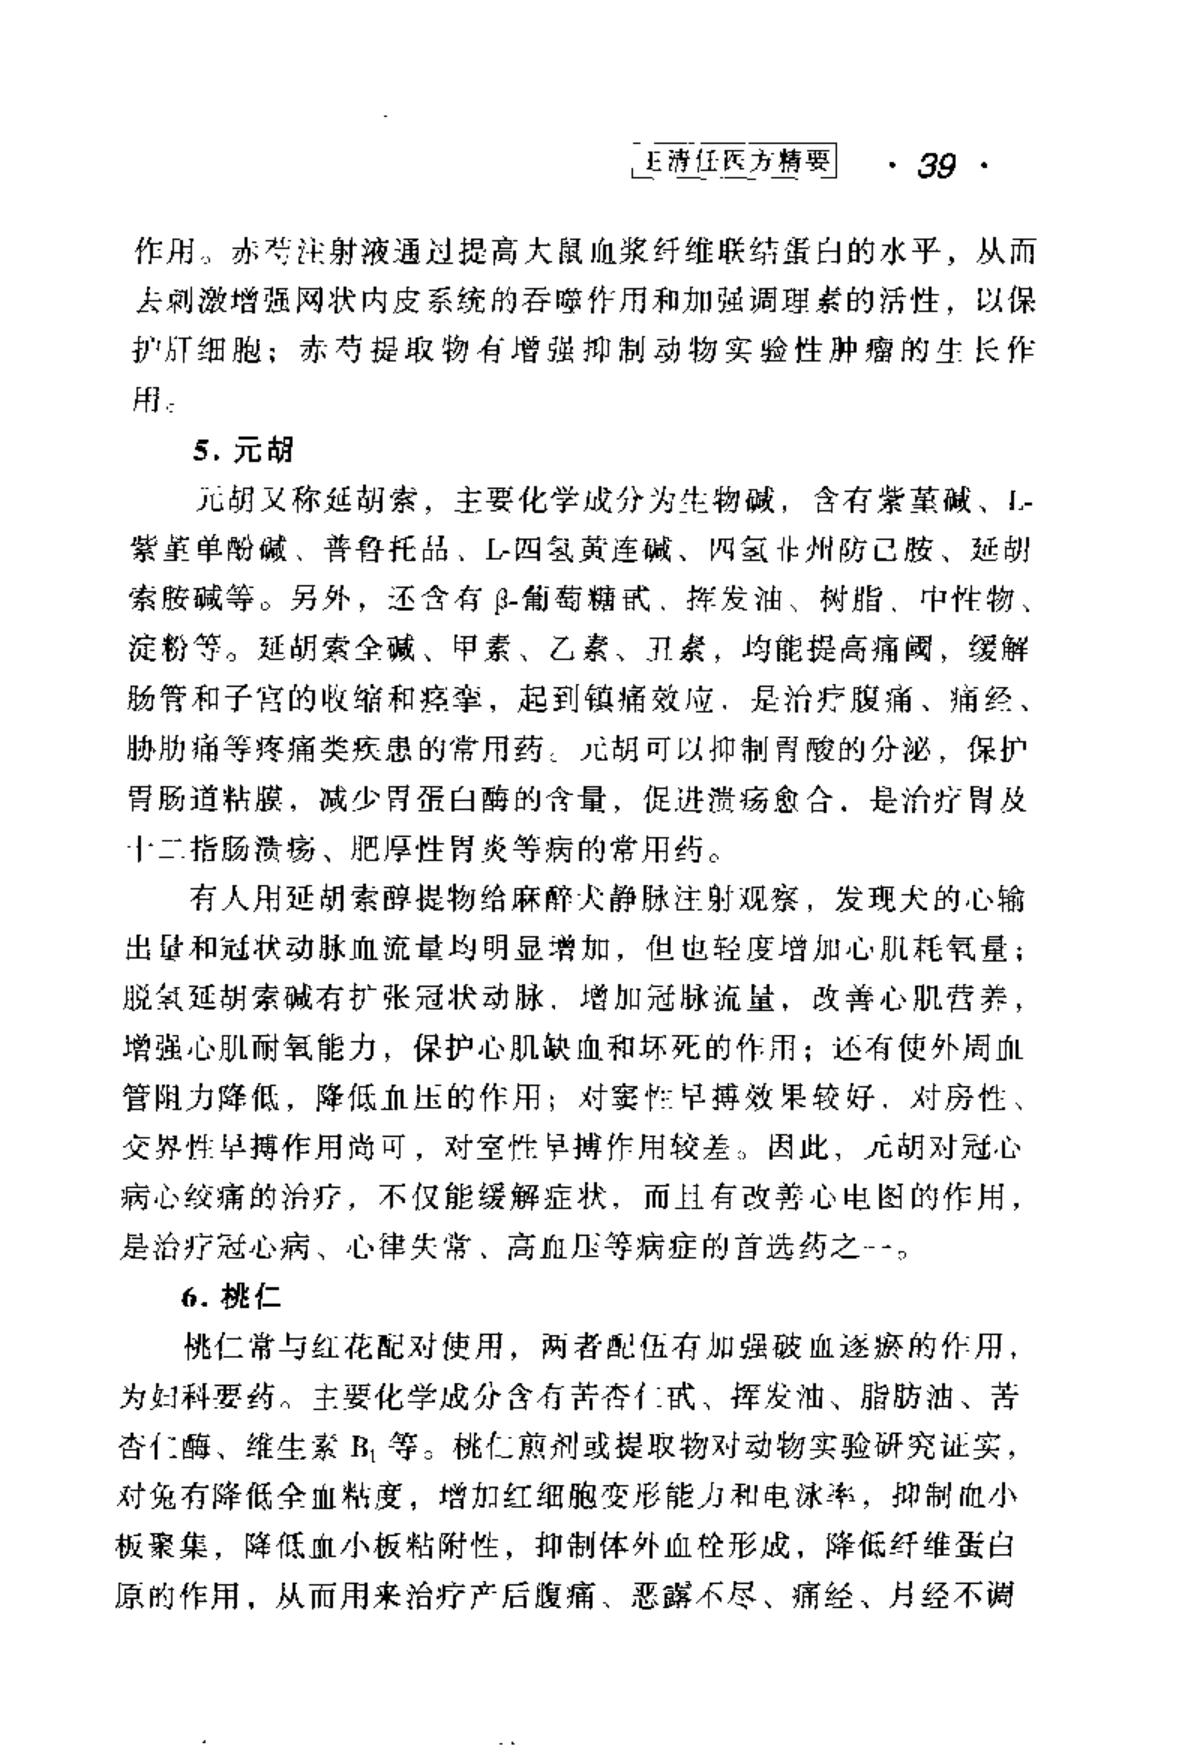 王清任医方精要 · 39 ·
作用。赤芍注射液通过提高大鼠血浆纤维联结蛋白的水平，从而
去刺激增强网状内皮系统的吞噬作用和加强调理素的活性，以保
护肝细胞；赤芍提取物有增强抑制动物实验性肿瘤的生长作
用。
5. 元胡
元胡又称延胡索，主要化学成分为生物碱，含有紫堇碱、L-
紫堇单酚碱、普鲁托品、L-四氢黄连碱、四氢非州防己胺、延胡
索胺碱等。另外，还含有 β-葡萄糖甙、挥发油、树脂、中性物、
淀粉等。延胡索全碱、甲素、乙素、丑素，均能提高痛阈，缓解
肠管和子宫的收缩和痉挛，起到镇痛效应，是治疗腹痛、痛经、
胁肋痛等疼痛类疾患的常用药。元胡可以抑制胃酸的分泌，保护
胃肠道粘膜，减少胃蛋白酶的含量，促进溃疡愈合，是治疗胃及
十二指肠溃疡、肥厚性胃炎等病的常用药。
有人用延胡索醇提物给麻醉犬静脉注射观察，发现犬的心输
出量和冠状动脉血流量均明显增加，但也轻度增加心肌耗氧量；
脱氢延胡索碱有扩张冠状动脉，增加冠脉流量，改善心肌营养，
增强心肌耐氧能力，保护心肌缺血和坏死的作用；还有使外周血
管阻力降低，降低血压的作用；对窦性早搏效果较好，对房性、
交界性早搏作用尚可，对室性早搏作用较差。因此，元胡对冠心
病心绞痛的治疗，不仅能缓解症状，而且有改善心电图的作用，
是治疗冠心病、心律失常、高血压等病症的首选药之一。
6. 桃仁
桃仁常与红花配对使用，两者配伍有加强破血逐瘀的作用，
为妇科要药。主要化学成分含有苦杏仁甙、挥发油、脂肪油、苦
杏仁酶、维生素 B₁ 等。桃仁煎剂或提取物对动物实验研究证实，
对兔有降低全血粘度，增加红细胞变形能力和电泳率，抑制血小
板聚集，降低血小板粘附性，抑制体外血栓形成，降低纤维蛋白
原的作用，从而用来治疗产后腹痛、恶露不尽、痛经、月经不调